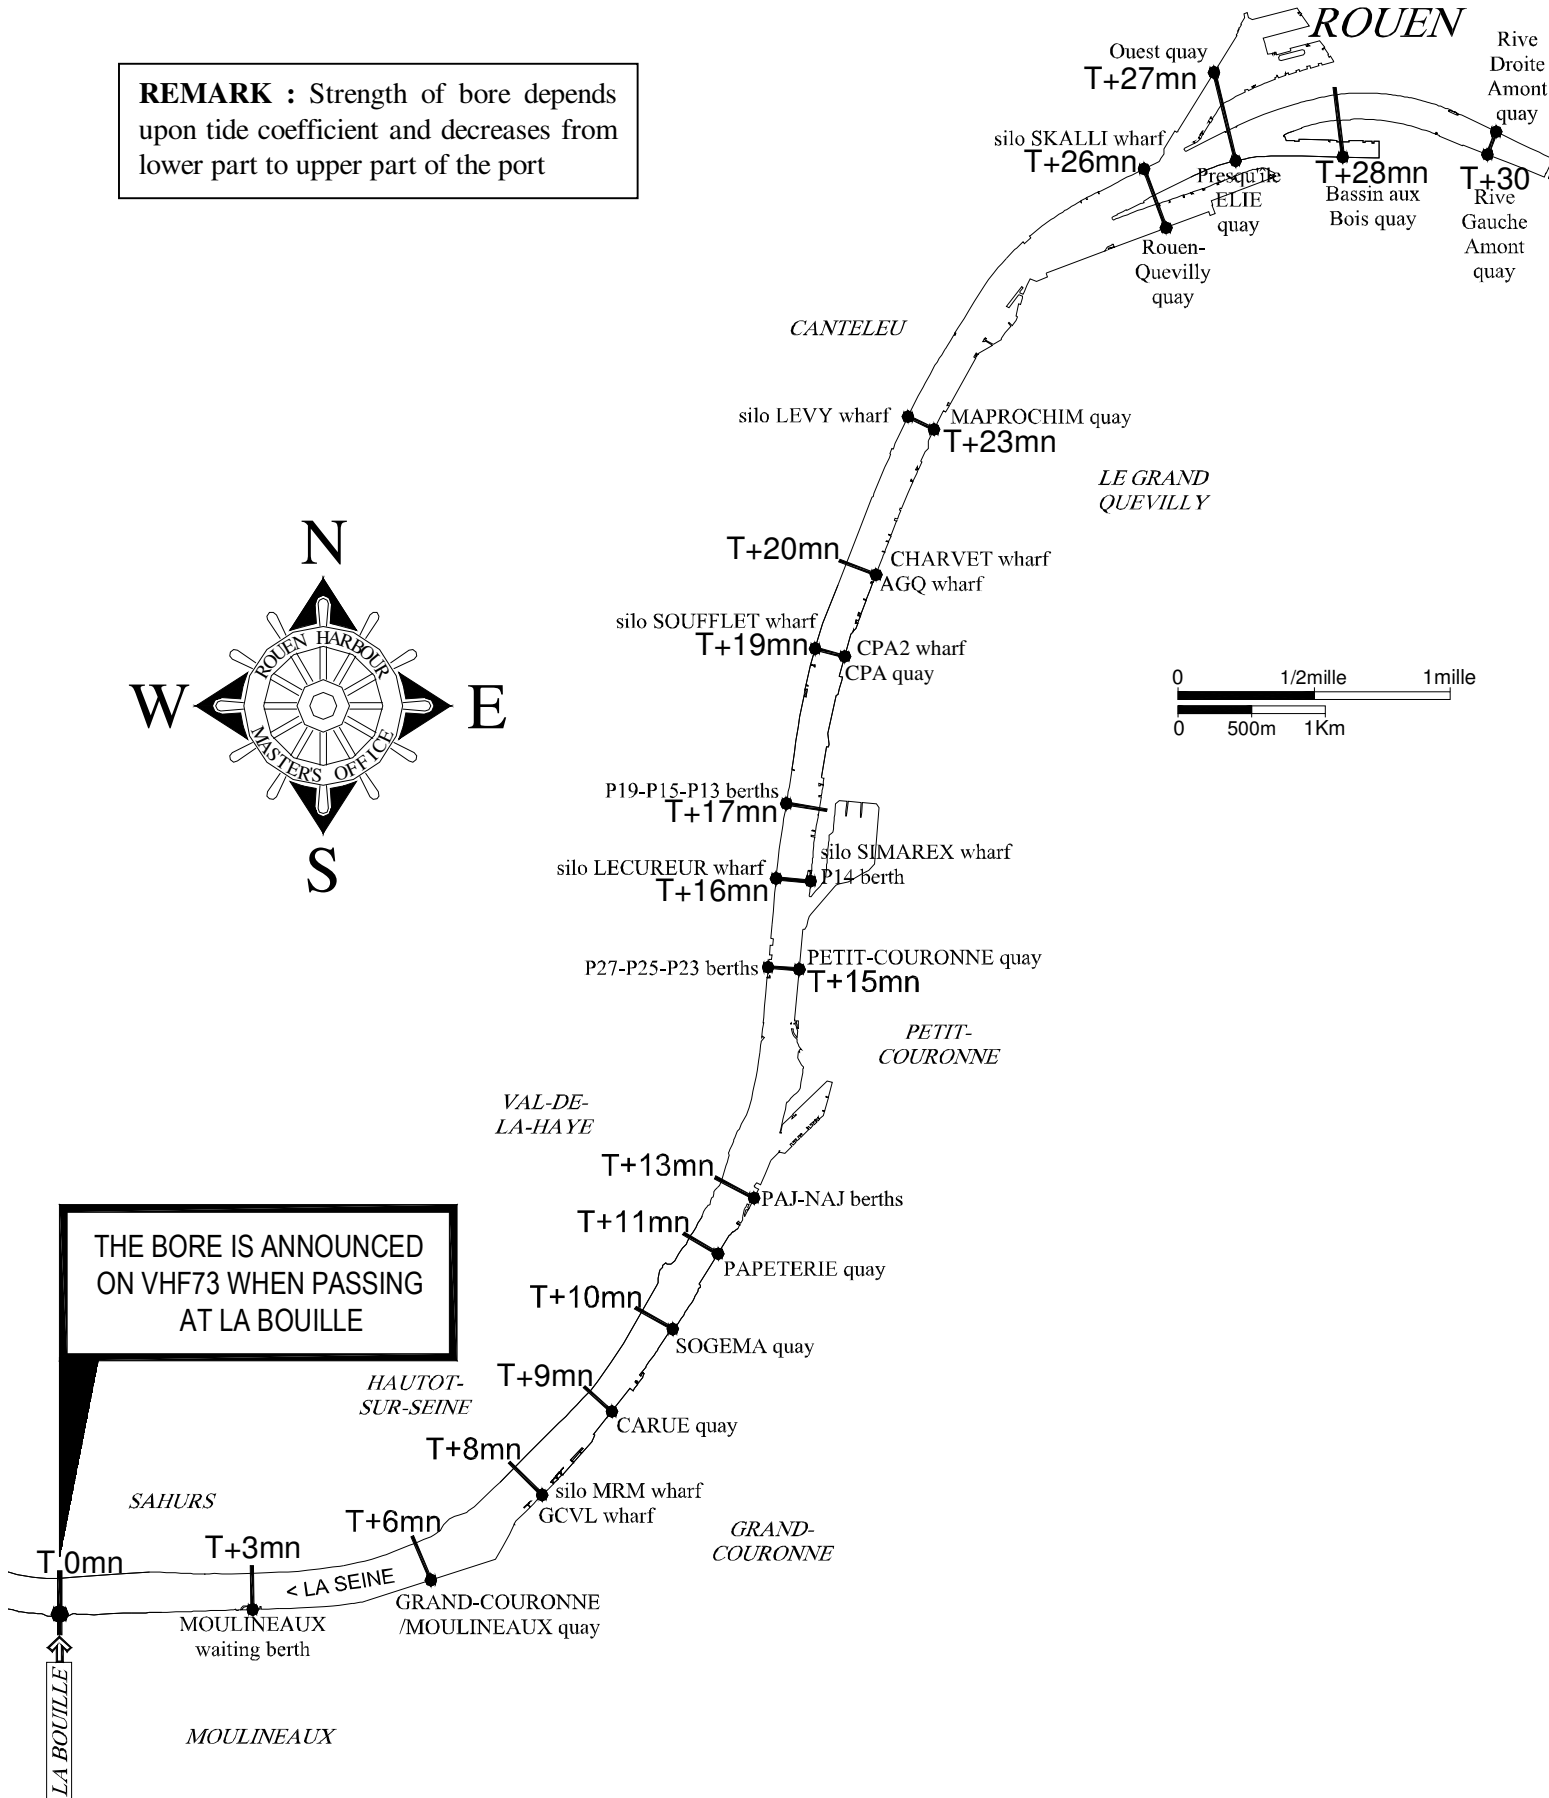 ROUEN
Ouest quay
T+27mn
Rive
Droite
Amont
quay
REMARK : Strength of bore depends
upon tide coefficient and decreases from
lower part to upper part of the port
silo SKALLI wharf
T+26mn
Presqu'île
ELIE
quay
T+28mn
Bassin aux
Bois quay
T+30
Rive
Gauche
Amont
quay
Rouen-
Quevilly
quay
CANTELEU
silo LEVY wharf
MAPROCHIM quay
T+23mn
LE GRAND
QUEVILLY
T+20mn
CHARVET wharf
AGQ wharf
silo SOUFFLET wharf
T+19mn
CPA2 wharf
CPA quay
N
W
E
S
ROUEN HARBOUR
MASTER'S OFFICE
0 1/2mille 1mille
0 500m 1Km
P19-P15-P13 berths
T+17mn
silo LECUREUR wharf
T+16mn
silo SIMAREX wharf
P14 berth
P27-P25-P23 berths
PETIT-COURONNE quay
T+15mn
PETIT-
COURONNE
VAL-DE-
LA-HAYE
T+13mn
PAJ-NAJ berths
T+11mn
PAPETERIE quay
THE BORE IS ANNOUNCED
ON VHF73 WHEN PASSING
AT LA BOUILLE
T+10mn
SOGEMA quay
HAUTOT-
SUR-SEINE
T+9mn
CARUE quay
T+8mn
silo MRM wharf
GCVL wharf
SAHURS
T+6mn
GRAND-
COURONNE
T 0mn
T+3mn
< LA SEINE
GRAND-COURONNE
/MOULINEAUX quay
MOULINEAUX
waiting berth
LA BOUILLE
MOULINEAUX